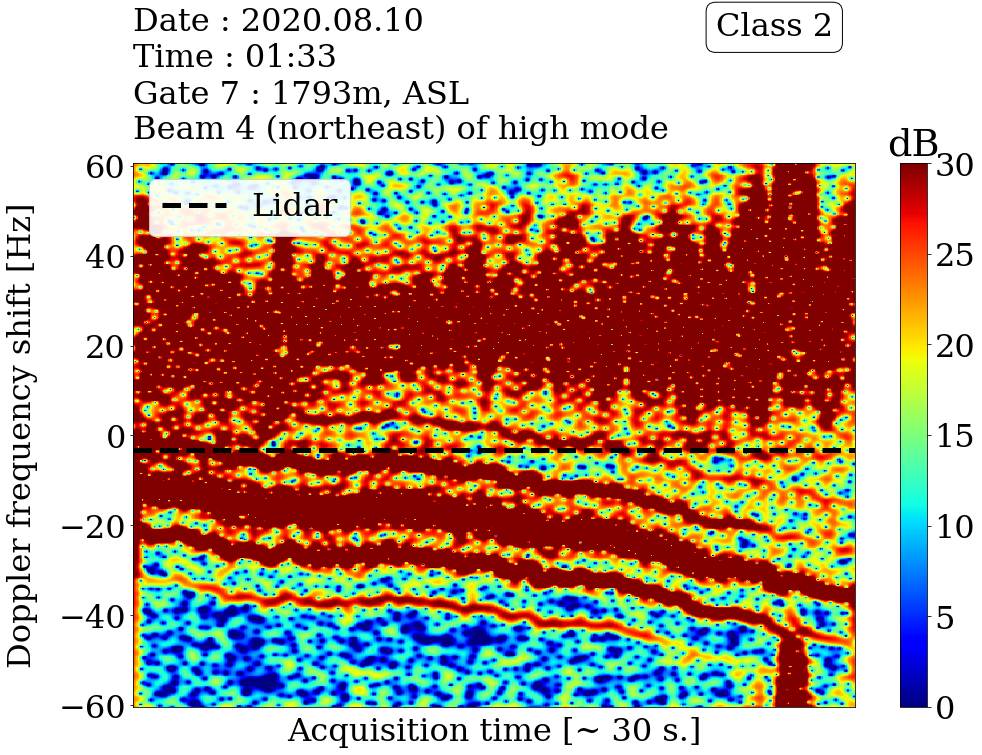 Date : 2020.08.10
Class 2
Time : 01:33
Gate 7 : 1793m, ASL
Beam 4 (northeast) of high mode
dB
Lidar
60
40
20
0
−20
−40
−60
Doppler frequency shift [Hz]
Acquisition time [~ 30 s.]
30
25
20
15
10
5
0